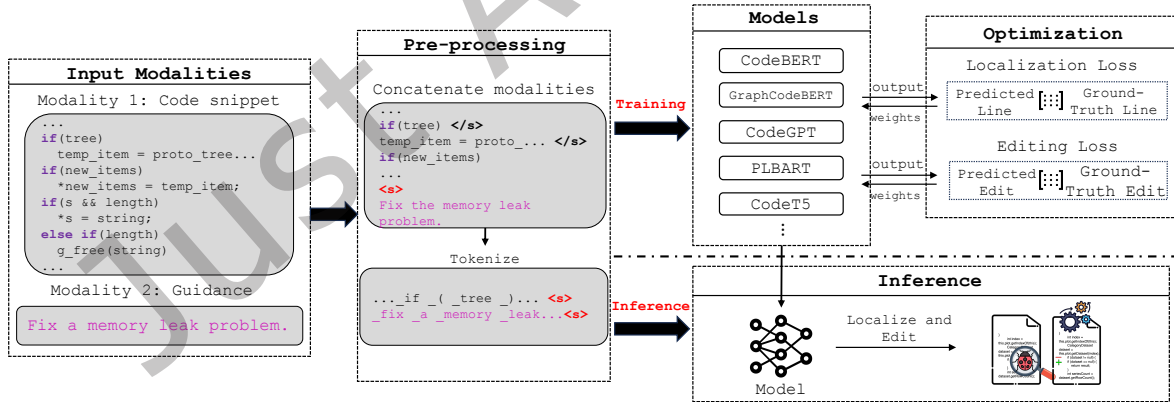 Input Modalities
Modality 1: Code snippet
...
if(tree)
temp_item = proto_tree...
if(new_items)
*new_items = temp_item;
if(s && length)
*s = string;
else if(length)
g_free(string)
...
Modality 2: Guidance
Fix a memory leak problem.
Pre-processing
Concatenate modalities
...
if(tree) </s>
temp_item = proto_... </s>
if(new_items)
...
<s>
Fix the memory leak
problem.
Tokenize
..._if _( _tree _)... <s>
_fix _a _memory _leak...<s>
Training
Inference
Models
CodeBERT
GraphCodeBERT
CodeGPT
PLBART
CodeT5
...
output
weights
output
weights
Optimization
Localization Loss
Predicted
Line
Ground-
Truth Line
Editing Loss
Predicted
Edit
Ground-
Truth Edit
Inference
Model
Localize and
Edit
Just A